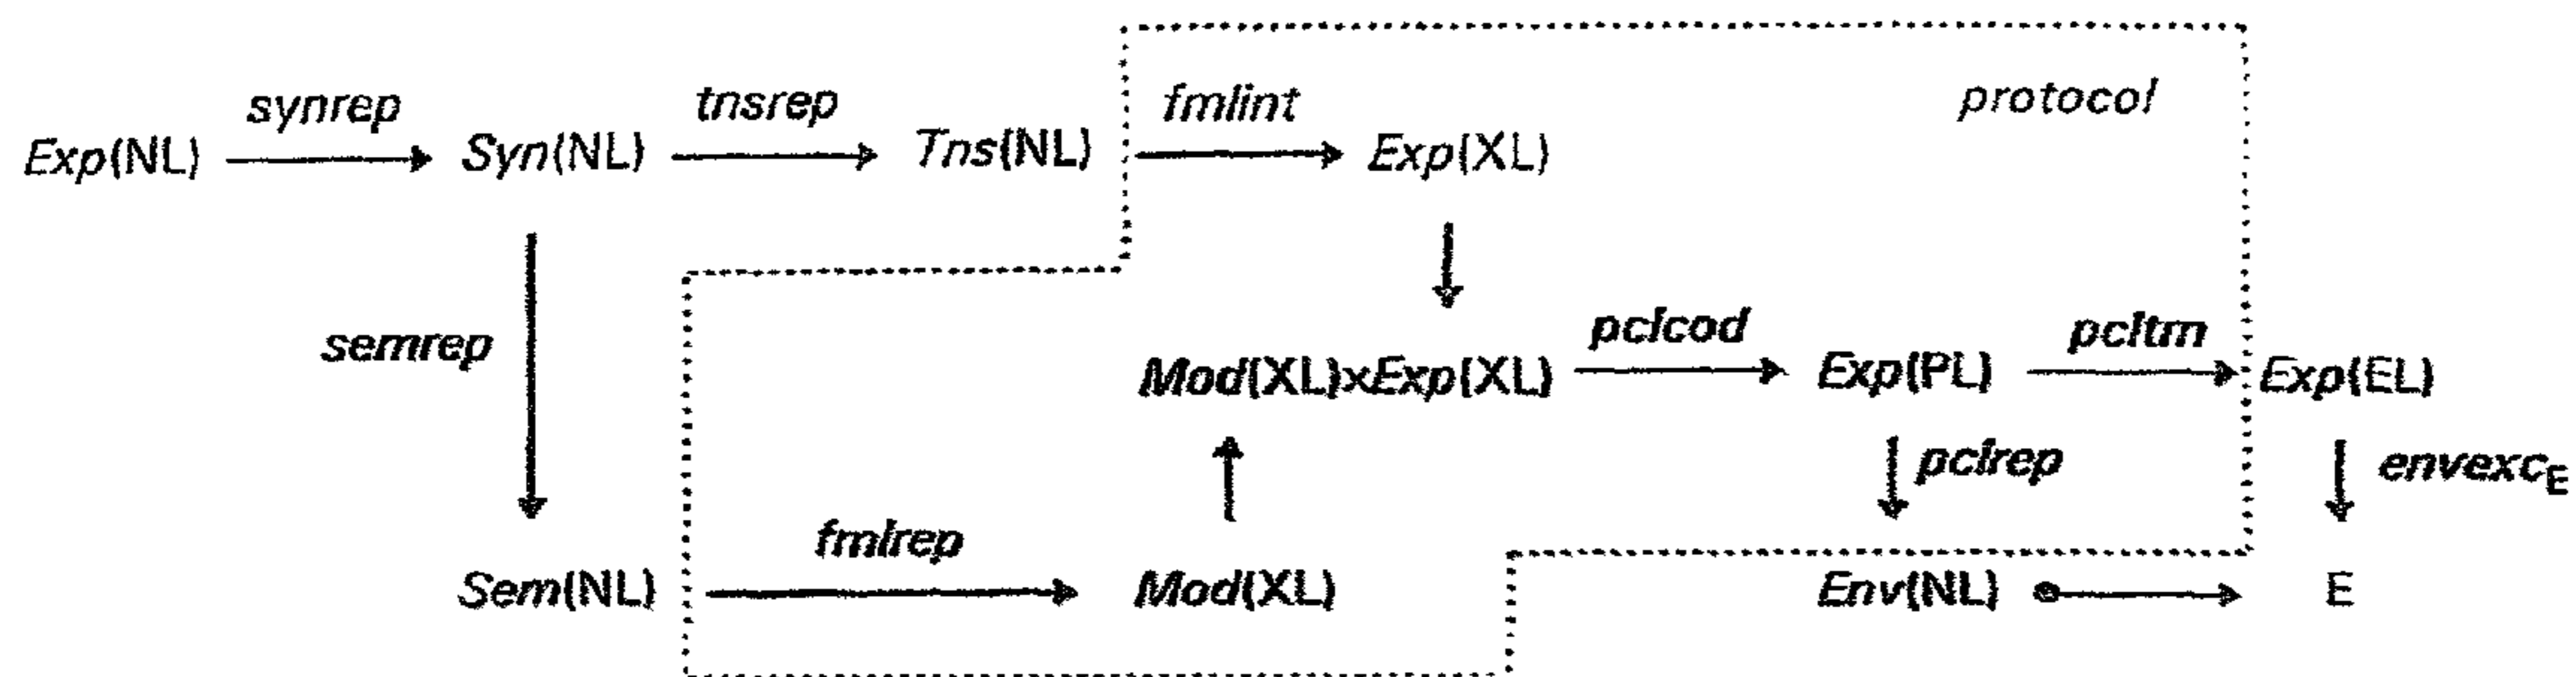 synrep tnsrep fmlint protocol
Exp(NL) Syn(NL) Tns(NL) Exp(XL)
semrep pclcod pcltrn
Mod(XL)xExp(XL) Exp(PL) Exp(EL)
fmlrep pclrep envexcE
Sem(NL) Mod(XL) Env(NL) E